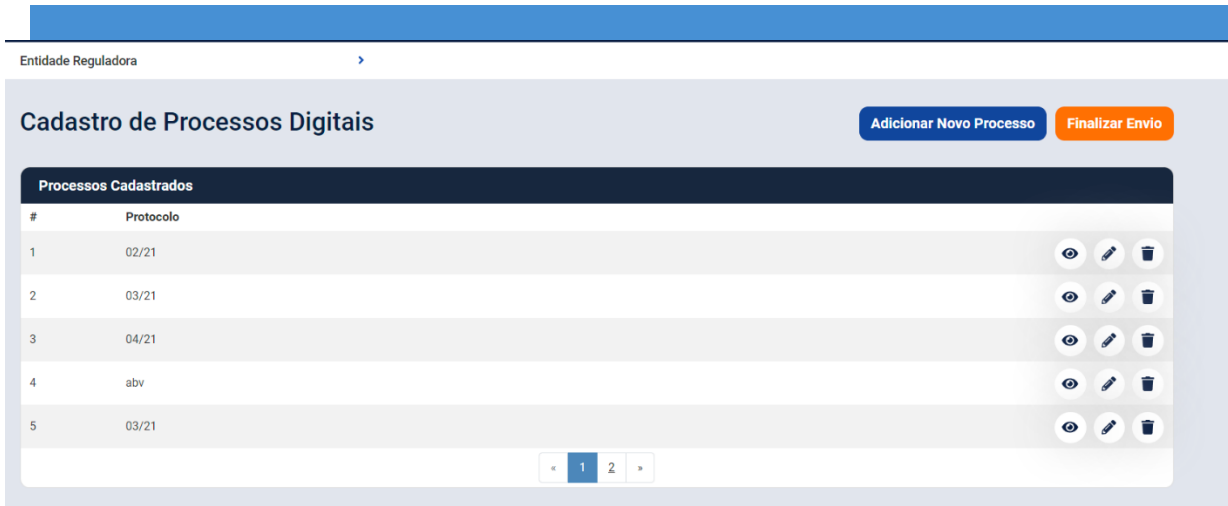 Entidade Reguladora
Cadastro de Processos Digitais
Adicionar Novo Processo
Finalizar Envio
Processos Cadastrados
# Protocolo
1 02/21
2 03/21
3 04/21
4 abv
5 03/21
« 1 2 »